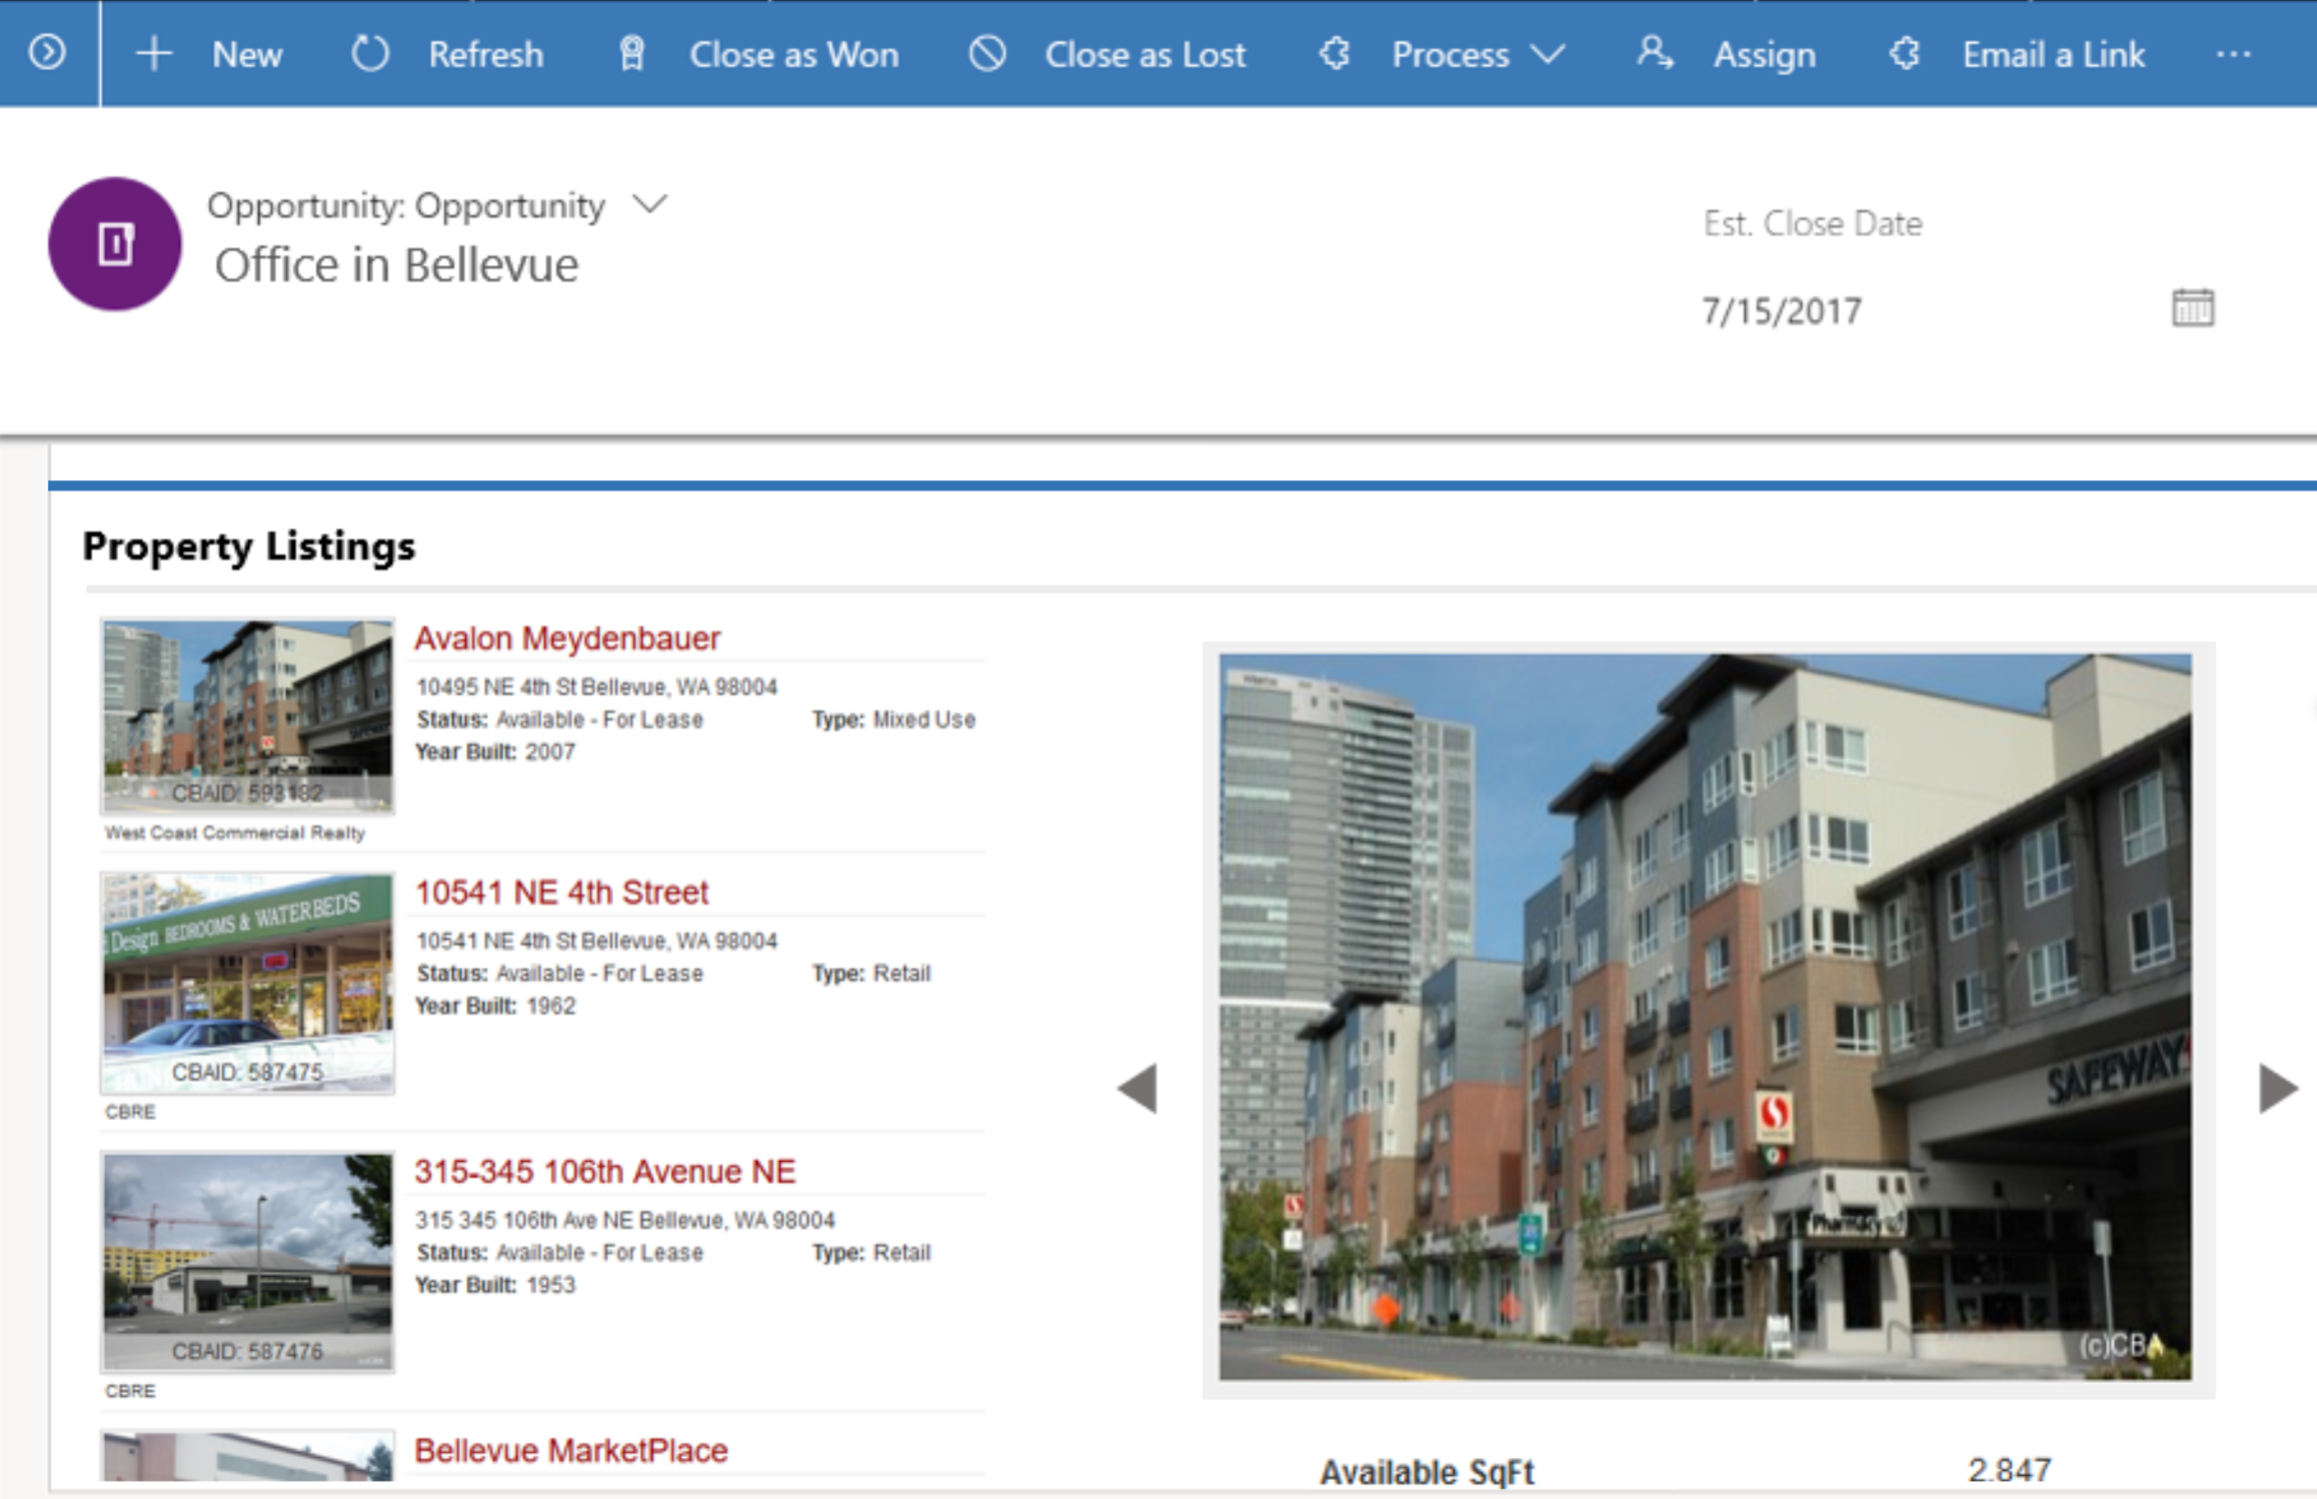 New Refresh Close as Won Close as Lost Process Assign Email a Link ...
Opportunity: Opportunity
Office in Bellevue
Est. Close Date
7/15/2017
Property Listings
Avalon Meydenbauer
10495 NE 4th St Bellevue, WA 98004
Status: Available - For Lease Type: Mixed Use
Year Built: 2007
CBAID: 593182
West Coast Commercial Realty
10541 NE 4th Street
10541 NE 4th St Bellevue, WA 98004
Status: Available - For Lease Type: Retail
Year Built: 1962
Design BEDROOMS & WATERBEDS
CBAID: 587475
CBRE
315-345 106th Avenue NE
315 345 106th Ave NE Bellevue, WA 98004
Status: Available - For Lease Type: Retail
Year Built: 1953
CBAID: 587476
CBRE
Bellevue MarketPlace
SAFEWAY
Pharmacy
(c)CBA
Available SqFt 2.847